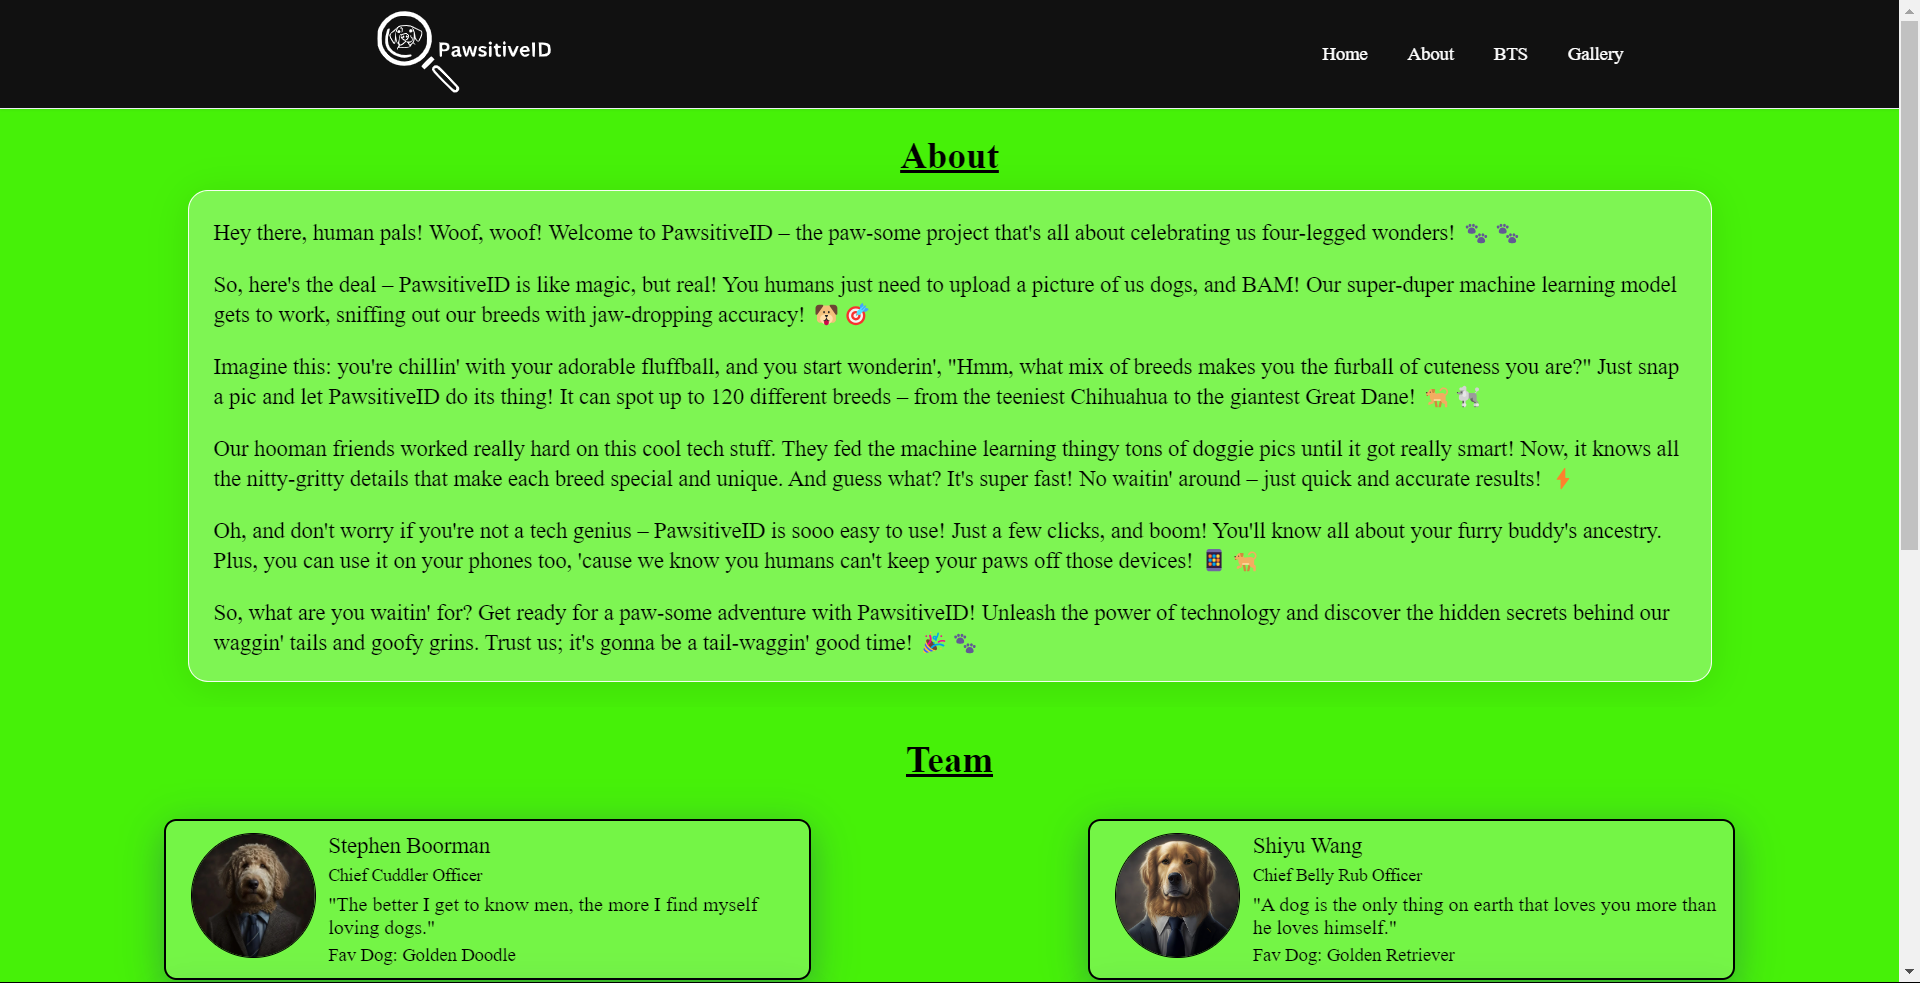 PawsitiveID
Home About BTS Gallery
About
Hey there, human pals! Woof, woof! Welcome to PawsitiveID – the paw-some project that's all about celebrating us four-legged wonders! 🐾 🐾
So, here's the deal – PawsitiveID is like magic, but real! You humans just need to upload a picture of us dogs, and BAM! Our super-duper machine learning model
gets to work, sniffing out our breeds with jaw-dropping accuracy! 🐶 🎯
Imagine this: you're chillin' with your adorable fluffball, and you start wonderin', "Hmm, what mix of breeds makes you the furball of cuteness you are?" Just snap
a pic and let PawsitiveID do its thing! It can spot up to 120 different breeds – from the teeniest Chihuahua to the giantest Great Dane! 🐕 🐩
Our hooman friends worked really hard on this cool tech stuff. They fed the machine learning thingy tons of doggie pics until it got really smart! Now, it knows all
the nitty-gritty details that make each breed special and unique. And guess what? It's super fast! No waitin' around – just quick and accurate results! ⚡
Oh, and don't worry if you're not a tech genius – PawsitiveID is sooo easy to use! Just a few clicks, and boom! You'll know all about your furry buddy's ancestry.
Plus, you can use it on your phones too, 'cause we know you humans can't keep your paws off those devices! 📱 🐕
So, what are you waitin' for? Get ready for a paw-some adventure with PawsitiveID! Unleash the power of technology and discover the hidden secrets behind our
waggin' tails and goofy grins. Trust us; it's gonna be a tail-waggin' good time! 🎉 🐾
Team
Stephen Boorman
Chief Cuddler Officer
"The better I get to know men, the more I find myself
loving dogs."
Fav Dog: Golden Doodle
Shiyu Wang
Chief Belly Rub Officer
"A dog is the only thing on earth that loves you more than
he loves himself."
Fav Dog: Golden Retriever